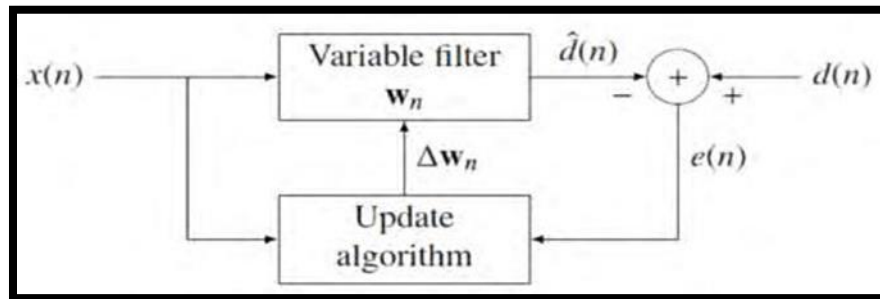 x(n)
Variable filter
wₙ
d̂(n)
−
+
+
d(n)
Δwₙ
e(n)
Update
algorithm